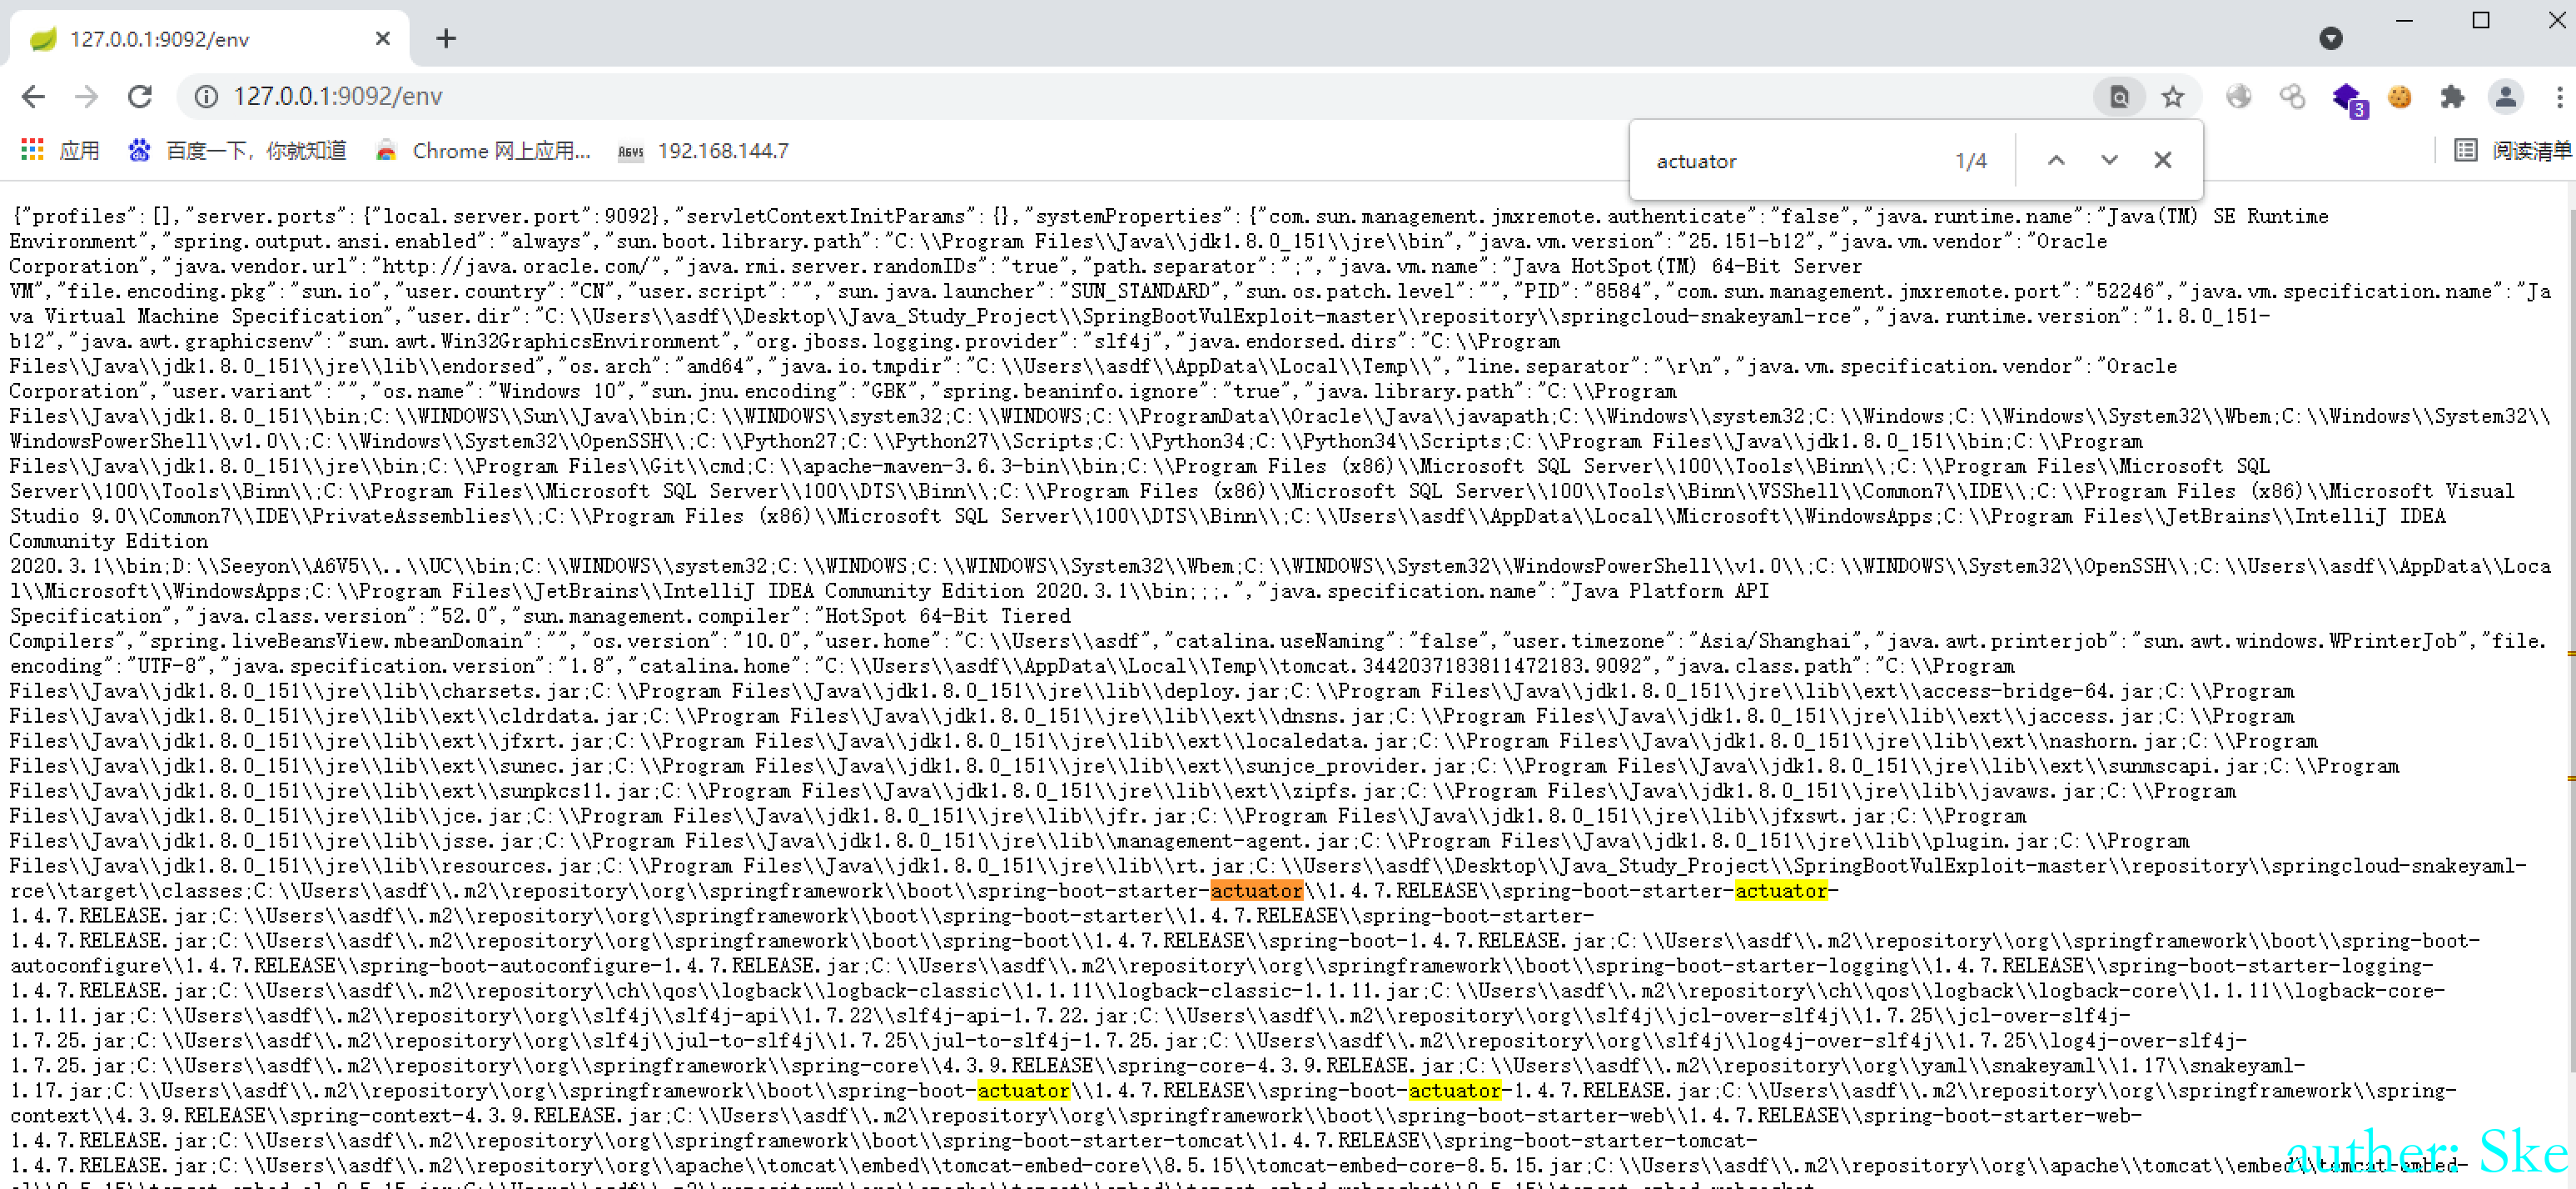 127.0.0.1:9092/env
127.0.0.1:9092/env
3
应用 百度一下，你就知道 Chrome 网上应用... A6V5 192.168.144.7
阅读清单
actuator 1/4
{"profiles":[],"server.ports":{"local.server.port":9092},"servletContextInitParams":{},"systemProperties":{"com.sun.management.jmxremote.authenticate":"false","java.runtime.name":"Java(TM) SE Runtime
Environment","spring.output.ansi.enabled":"always","sun.boot.library.path":"C:\\Program Files\\Java\\jdk1.8.0_151\\jre\\bin","java.vm.version":"25.151-b12","java.vm.vendor":"Oracle
Corporation","java.vendor.url":"http://java.oracle.com/","java.rmi.server.randomIDs":"true","path.separator":";","java.vm.name":"Java HotSpot(TM) 64-Bit Server
VM","file.encoding.pkg":"sun.io","user.country":"CN","user.script":"","sun.java.launcher":"SUN_STANDARD","sun.os.patch.level":"","PID":"8584","com.sun.management.jmxremote.port":"52246","java.vm.specification.name":"Ja
va Virtual Machine Specification","user.dir":"C:\\Users\\asdf\\Desktop\\Java_Study_Project\\SpringBootVulExploit-master\\repository\\springcloud-snakeyaml-rce","java.runtime.version":"1.8.0_151-
b12","java.awt.graphicsenv":"sun.awt.Win32GraphicsEnvironment","org.jboss.logging.provider":"slf4j","java.endorsed.dirs":"C:\\Program
Files\\Java\\jdk1.8.0_151\\jre\\lib\\endorsed","os.arch":"amd64","java.io.tmpdir":"C:\\Users\\asdf\\AppData\\Local\\Temp\\","line.separator":"\r\n","java.vm.specification.vendor":"Oracle
Corporation","user.variant":"","os.name":"Windows 10","sun.jnu.encoding":"GBK","spring.beaninfo.ignore":"true","java.library.path":"C:\\Program
Files\\Java\\jdk1.8.0_151\\bin;C:\\WINDOWS\\Sun\\Java\\bin;C:\\WINDOWS\\system32;C:\\WINDOWS;C:\\ProgramData\\Oracle\\Java\\javapath;C:\\Windows\\system32;C:\\Windows;C:\\Windows\\System32\\Wbem;C:\\Windows\\System32\\
WindowsPowerShell\\v1.0\\;C:\\Windows\\System32\\OpenSSH\\;C:\\Python27;C:\\Python27\\Scripts;C:\\Python34;C:\\Python34\\Scripts;C:\\Program Files\\Java\\jdk1.8.0_151\\bin;C:\\Program
Files\\Java\\jdk1.8.0_151\\jre\\bin;C:\\Program Files\\Git\\cmd;C:\\apache-maven-3.6.3-bin\\bin;C:\\Program Files (x86)\\Microsoft SQL Server\\100\\Tools\\Binn\\;C:\\Program Files\\Microsoft SQL
Server\\100\\Tools\\Binn\\;C:\\Program Files\\Microsoft SQL Server\\100\\DTS\\Binn\\;C:\\Program Files (x86)\\Microsoft SQL Server\\100\\Tools\\Binn\\VSShell\\Common7\\IDE\\;C:\\Program Files (x86)\\Microsoft Visual
Studio 9.0\\Common7\\IDE\\PrivateAssemblies\\;C:\\Program Files (x86)\\Microsoft SQL Server\\100\\DTS\\Binn\\;C:\\Users\\asdf\\AppData\\Local\\Microsoft\\WindowsApps;C:\\Program Files\\JetBrains\\IntelliJ IDEA
Community Edition
2020.3.1\\bin;D:\\Seeyon\\A6V5\\..\\UC\\bin;C:\\WINDOWS\\system32;C:\\WINDOWS;C:\\WINDOWS\\System32\\Wbem;C:\\WINDOWS\\System32\\WindowsPowerShell\\v1.0\\;C:\\WINDOWS\\System32\\OpenSSH\\;C:\\Users\\asdf\\AppData\\Loca
l\\Microsoft\\WindowsApps;C:\\Program Files\\JetBrains\\IntelliJ IDEA Community Edition 2020.3.1\\bin;;;.","java.specification.name":"Java Platform API
Specification","java.class.version":"52.0","sun.management.compiler":"HotSpot 64-Bit Tiered
Compilers","spring.liveBeansView.mbeanDomain":"","os.version":"10.0","user.home":"C:\\Users\\asdf","catalina.useNaming":"false","user.timezone":"Asia/Shanghai","java.awt.printerjob":"sun.awt.windows.WPrinterJob","file.
encoding":"UTF-8","java.specification.version":"1.8","catalina.home":"C:\\Users\\asdf\\AppData\\Local\\Temp\\tomcat.3442037183811472183.9092","java.class.path":"C:\\Program
Files\\Java\\jdk1.8.0_151\\jre\\lib\\charsets.jar;C:\\Program Files\\Java\\jdk1.8.0_151\\jre\\lib\\deploy.jar;C:\\Program Files\\Java\\jdk1.8.0_151\\jre\\lib\\ext\\access-bridge-64.jar;C:\\Program
Files\\Java\\jdk1.8.0_151\\jre\\lib\\ext\\cldrdata.jar;C:\\Program Files\\Java\\jdk1.8.0_151\\jre\\lib\\ext\\dnsns.jar;C:\\Program Files\\Java\\jdk1.8.0_151\\jre\\lib\\ext\\jaccess.jar;C:\\Program
Files\\Java\\jdk1.8.0_151\\jre\\lib\\ext\\jfxrt.jar;C:\\Program Files\\Java\\jdk1.8.0_151\\jre\\lib\\ext\\localedata.jar;C:\\Program Files\\Java\\jdk1.8.0_151\\jre\\lib\\ext\\nashorn.jar;C:\\Program
Files\\Java\\jdk1.8.0_151\\jre\\lib\\ext\\sunec.jar;C:\\Program Files\\Java\\jdk1.8.0_151\\jre\\lib\\ext\\sunjce_provider.jar;C:\\Program Files\\Java\\jdk1.8.0_151\\jre\\lib\\ext\\sunmscapi.jar;C:\\Program
Files\\Java\\jdk1.8.0_151\\jre\\lib\\ext\\sunpkcs11.jar;C:\\Program Files\\Java\\jdk1.8.0_151\\jre\\lib\\ext\\zipfs.jar;C:\\Program Files\\Java\\jdk1.8.0_151\\jre\\lib\\javaws.jar;C:\\Program
Files\\Java\\jdk1.8.0_151\\jre\\lib\\jce.jar;C:\\Program Files\\Java\\jdk1.8.0_151\\jre\\lib\\jfr.jar;C:\\Program Files\\Java\\jdk1.8.0_151\\jre\\lib\\jfxswt.jar;C:\\Program
Files\\Java\\jdk1.8.0_151\\jre\\lib\\jsse.jar;C:\\Program Files\\Java\\jdk1.8.0_151\\jre\\lib\\management-agent.jar;C:\\Program Files\\Java\\jdk1.8.0_151\\jre\\lib\\plugin.jar;C:\\Program
Files\\Java\\jdk1.8.0_151\\jre\\lib\\resources.jar;C:\\Program Files\\Java\\jdk1.8.0_151\\jre\\lib\\rt.jar;C:\\Users\\asdf\\Desktop\\Java_Study_Project\\SpringBootVulExploit-master\\repository\\springcloud-snakeyaml-
rce\\target\\classes;C:\\Users\\asdf\\.m2\\repository\\org\\springframework\\boot\\spring-boot-starter-actuator\\1.4.7.RELEASE\\spring-boot-starter-actuator-
1.4.7.RELEASE.jar;C:\\Users\\asdf\\.m2\\repository\\org\\springframework\\boot\\spring-boot-starter\\1.4.7.RELEASE\\spring-boot-starter-
1.4.7.RELEASE.jar;C:\\Users\\asdf\\.m2\\repository\\org\\springframework\\boot\\spring-boot\\1.4.7.RELEASE\\spring-boot-1.4.7.RELEASE.jar;C:\\Users\\asdf\\.m2\\repository\\org\\springframework\\boot\\spring-boot-
autoconfigure\\1.4.7.RELEASE\\spring-boot-autoconfigure-1.4.7.RELEASE.jar;C:\\Users\\asdf\\.m2\\repository\\org\\springframework\\boot\\spring-boot-starter-logging\\1.4.7.RELEASE\\spring-boot-starter-logging-
1.4.7.RELEASE.jar;C:\\Users\\asdf\\.m2\\repository\\ch\\qos\\logback\\logback-classic\\1.1.11\\logback-classic-1.1.11.jar;C:\\Users\\asdf\\.m2\\repository\\ch\\qos\\logback\\logback-core\\1.1.11\\logback-core-
1.1.11.jar;C:\\Users\\asdf\\.m2\\repository\\org\\slf4j\\slf4j-api\\1.7.22\\slf4j-api-1.7.22.jar;C:\\Users\\asdf\\.m2\\repository\\org\\slf4j\\jcl-over-slf4j\\1.7.25\\jcl-over-slf4j-
1.7.25.jar;C:\\Users\\asdf\\.m2\\repository\\org\\slf4j\\jul-to-slf4j\\1.7.25\\jul-to-slf4j-1.7.25.jar;C:\\Users\\asdf\\.m2\\repository\\org\\slf4j\\log4j-over-slf4j\\1.7.25\\log4j-over-slf4j-
1.7.25.jar;C:\\Users\\asdf\\.m2\\repository\\org\\springframework\\spring-core\\4.3.9.RELEASE\\spring-core-4.3.9.RELEASE.jar;C:\\Users\\asdf\\.m2\\repository\\org\\yaml\\snakeyaml\\1.17\\snakeyaml-
1.17.jar;C:\\Users\\asdf\\.m2\\repository\\org\\springframework\\boot\\spring-boot-actuator\\1.4.7.RELEASE\\spring-boot-actuator-1.4.7.RELEASE.jar;C:\\Users\\asdf\\.m2\\repository\\org\\springframework\\spring-
context\\4.3.9.RELEASE\\spring-context-4.3.9.RELEASE.jar;C:\\Users\\asdf\\.m2\\repository\\org\\springframework\\boot\\spring-boot-starter-web\\1.4.7.RELEASE\\spring-boot-starter-web-
1.4.7.RELEASE.jar;C:\\Users\\asdf\\.m2\\repository\\org\\springframework\\boot\\spring-boot-starter-tomcat\\1.4.7.RELEASE\\spring-boot-starter-tomcat-
1.4.7.RELEASE.jar;C:\\Users\\asdf\\.m2\\repository\\org\\apache\\tomcat\\embed\\tomcat-embed-core\\8.5.15\\tomcat-embed-core-8.5.15.jar;C:\\Users\\asdf\\.m2\\repository\\org\\apache\\tomcat\\embed\\tomcat-embed-
auther: Ske